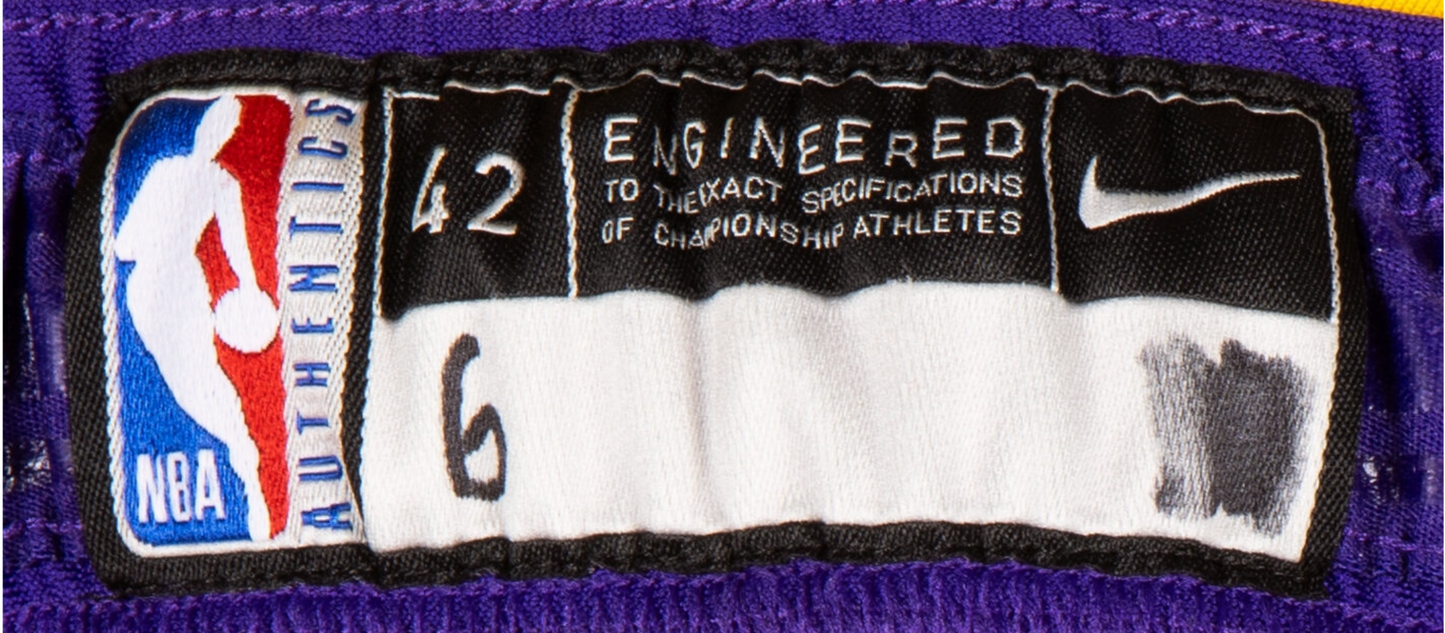 NBA
AUTHENTICS
42
ENGINEERED
TO THE EXACT SPECIFICATIONS
OF CHAMPIONSHIP ATHLETES
6